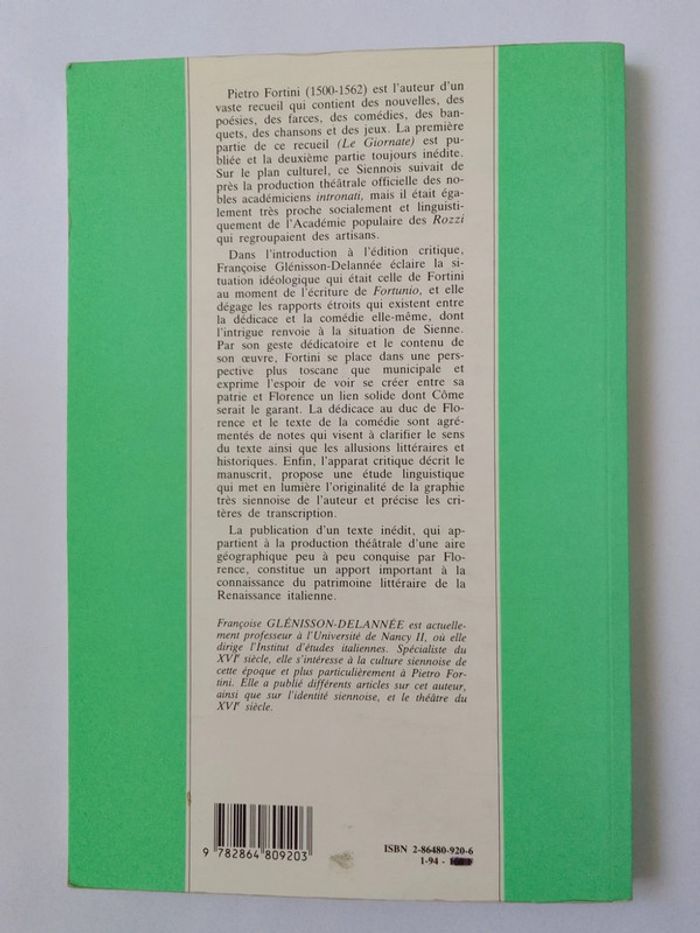 Pietro Fortini (1500-1562) est l'auteur d'un
vaste recueil qui contient des nouvelles, des
poésies, des farces, des comédies, des ban-
quets, des chansons et des jeux. La première
partie de ce recueil (Le Giornate) est pu-
bliée et la deuxième partie toujours inédite.
Sur le plan culturel, ce Siennois suivait de
près la production théâtrale officielle des no-
bles académiciens intronati, mais il était éga-
lement très proche socialement et linguisti-
quement de l'Académie populaire des Rozzi
qui regroupaient des artisans.
Dans l'introduction à l'édition critique,
Françoise Glénisson-Delannée éclaire la si-
tuation idéologique qui était celle de Fortini
au moment de l'écriture de Fortunio, et elle
dégage les rapports étroits qui existent entre
la dédicace et la comédie elle-même, dont
l'intrigue renvoie à la situation de Sienne.
Par son geste dédicatoire et le contenu de
son œuvre, Fortini se place dans une pers-
pective plus toscane que municipale et
exprime l'espoir de voir se créer entre sa
patrie et Florence un lien solide dont Côme
serait le garant. La dédicace au duc de Flo-
rence et le texte de la comédie sont agré-
mentés de notes qui visent à clarifier le sens
du texte ainsi que les allusions littéraires et
historiques. Enfin, l'apparat critique décrit le
manuscrit, propose une étude linguistique
qui met en lumière l'originalité de la graphie
très siennoise de l'auteur et précise les cri-
tères de transcription.
La publication d'un texte inédit, qui ap-
partient à la production théâtrale d'une aire
géographique peu à peu conquise par Flo-
rence, constitue un apport important à la
connaissance du patrimoine littéraire de la
Renaissance italienne.
Françoise GLÉNISSON-DELANNÉE est actuelle-
ment professeur à l'Université de Nancy II, où elle
dirige l'Institut d'études italiennes. Spécialiste du
XVIe siècle, elle s'intéresse à la culture siennoise de
cette époque et plus particulièrement à Pietro For-
tini. Elle a publié différents articles sur cet auteur,
ainsi que sur l'identité siennoise, et le théâtre du
XVIe siècle.
9 782864 809203
ISBN 2-86480-920-6
1-94 -